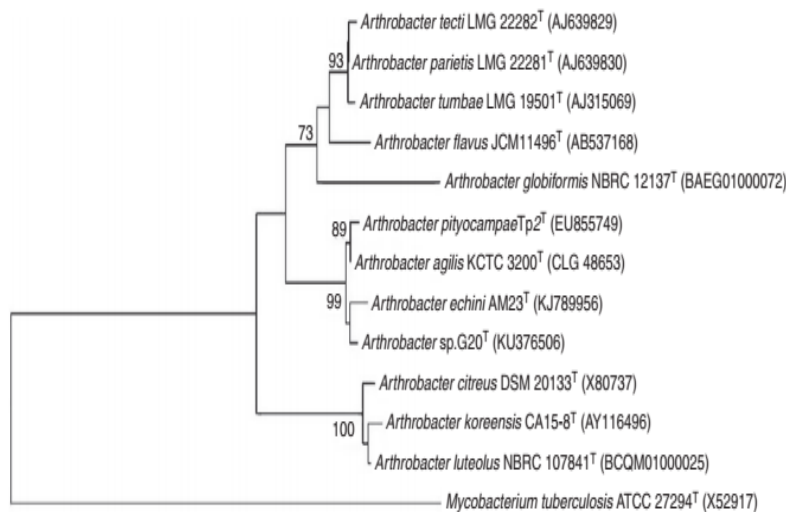 Arthrobacter tecti LMG 22282ᵀ (AJ639829)
93
Arthrobacter parietis LMG 22281ᵀ (AJ639830)
Arthrobacter tumbae LMG 19501ᵀ (AJ315069)
73
Arthrobacter flavus JCM11496ᵀ (AB537168)
Arthrobacter globiformis NBRC 12137ᵀ (BAEG01000072)
Arthrobacter pityocampaeTp2ᵀ (EU855749)
89
Arthrobacter agilis KCTC 3200ᵀ (CLG 48653)
99
Arthrobacter echini AM23ᵀ (KJ789956)
Arthrobacter sp.G20ᵀ (KU376506)
Arthrobacter citreus DSM 20133ᵀ (X80737)
Arthrobacter koreensis CA15-8ᵀ (AY116496)
100
Arthrobacter luteolus NBRC 107841ᵀ (BCQM01000025)
Mycobacterium tuberculosis ATCC 27294ᵀ (X52917)